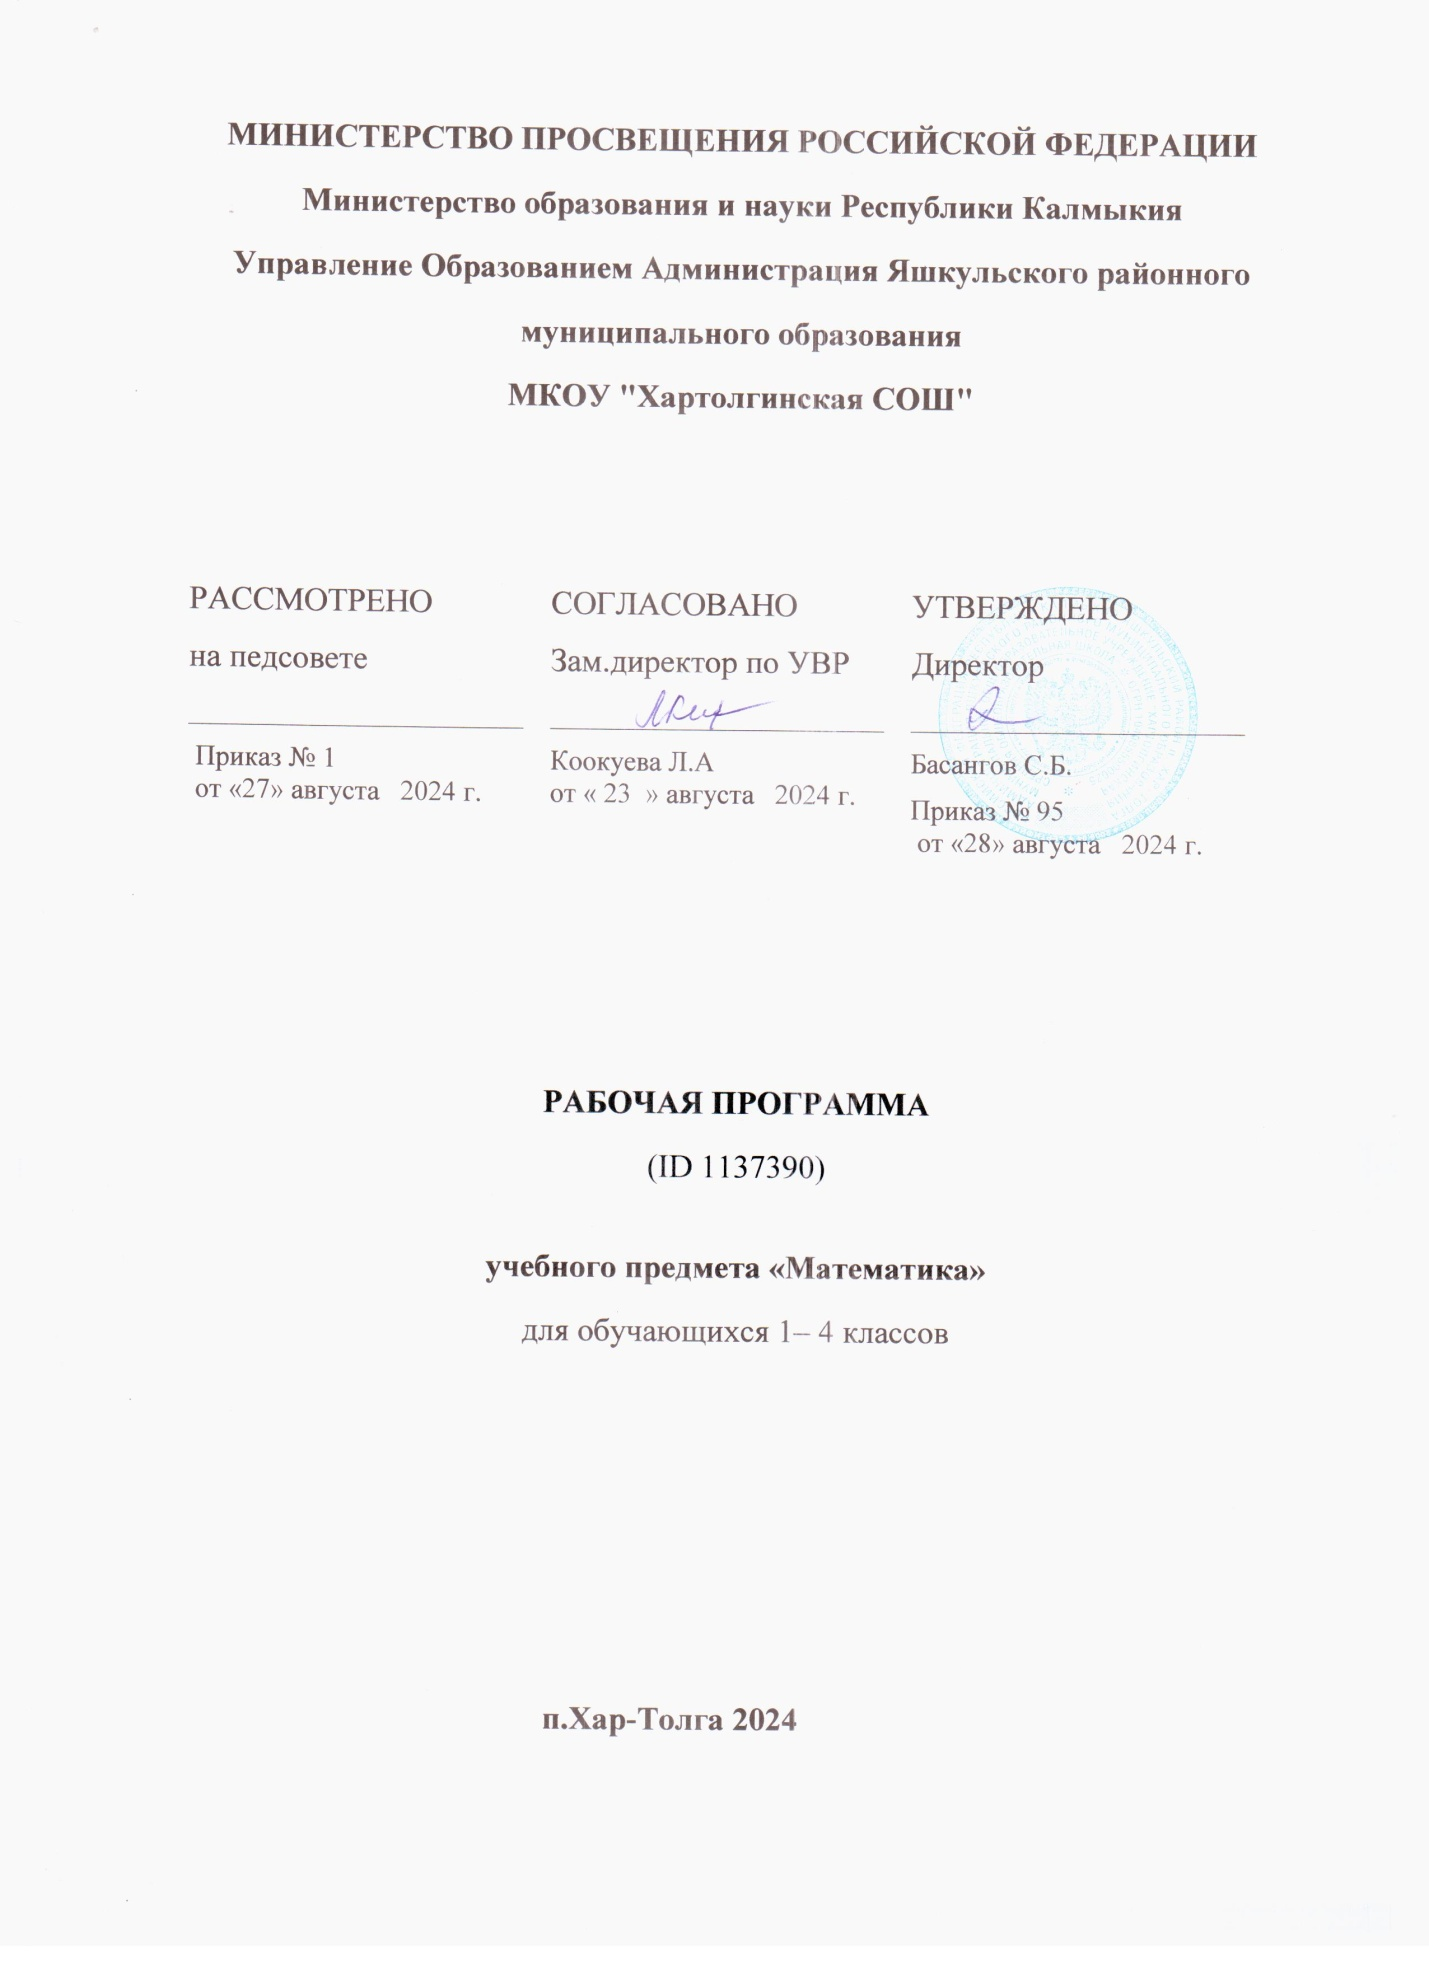 МИНИСТЕРСТВО ПРОСВЕЩЕНИЯ РОССИЙСКОЙ ФЕДЕРАЦИИ
Министерство образования и науки Республики Калмыкия
Управление Образованием Администрация Яшкульского районного
муниципального образования
МКОУ "Хартолгинская СОШ"
РАССМОТРЕНО
на педсовете
Приказ № 1
от «27» августа 2024 г.
СОГЛАСОВАНО
Зам.директор по УВР
Коокуева Л.А
от « 23 » августа 2024 г.
УТВЕРЖДЕНО
Директор
Басангов С.Б.
Приказ № 95
от «28» августа 2024 г.
РАБОЧАЯ ПРОГРАММА
(ID 1137390)
учебного предмета «Математика»
для обучающихся 1– 4 классов
п.Хар-Толга 2024